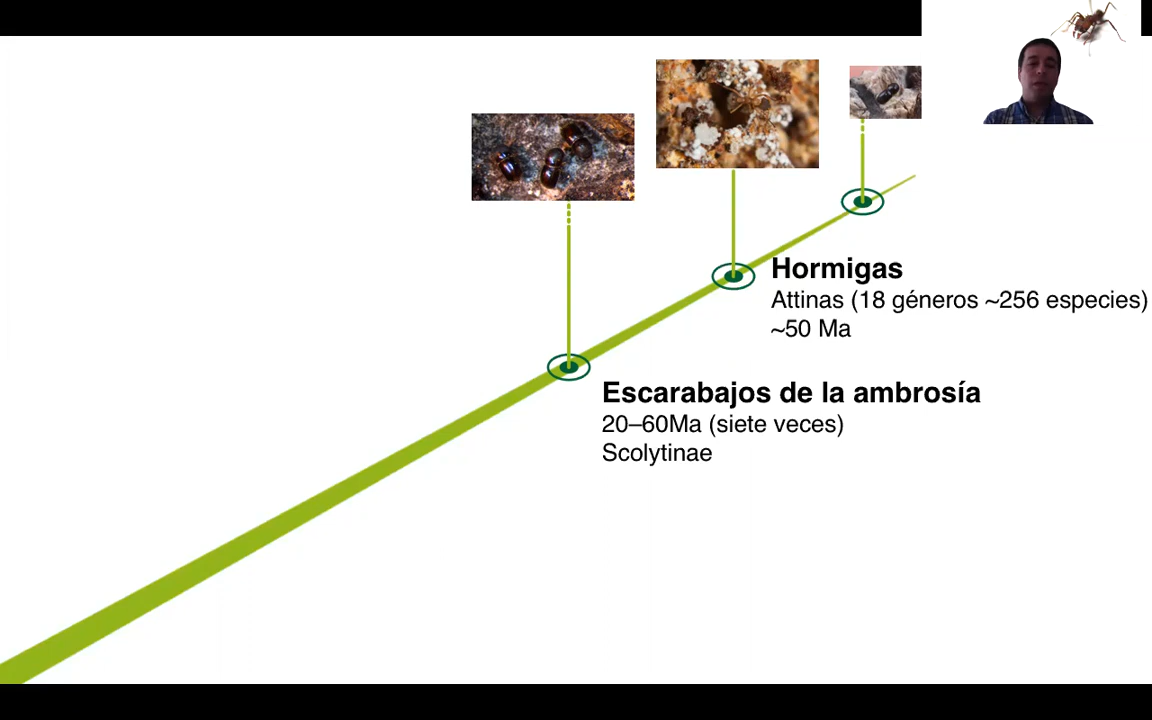 Hormigas
Attinas (18 géneros ~256 especies)
~50 Ma
Escarabajos de la ambrosía
20–60Ma (siete veces)
Scolytinae